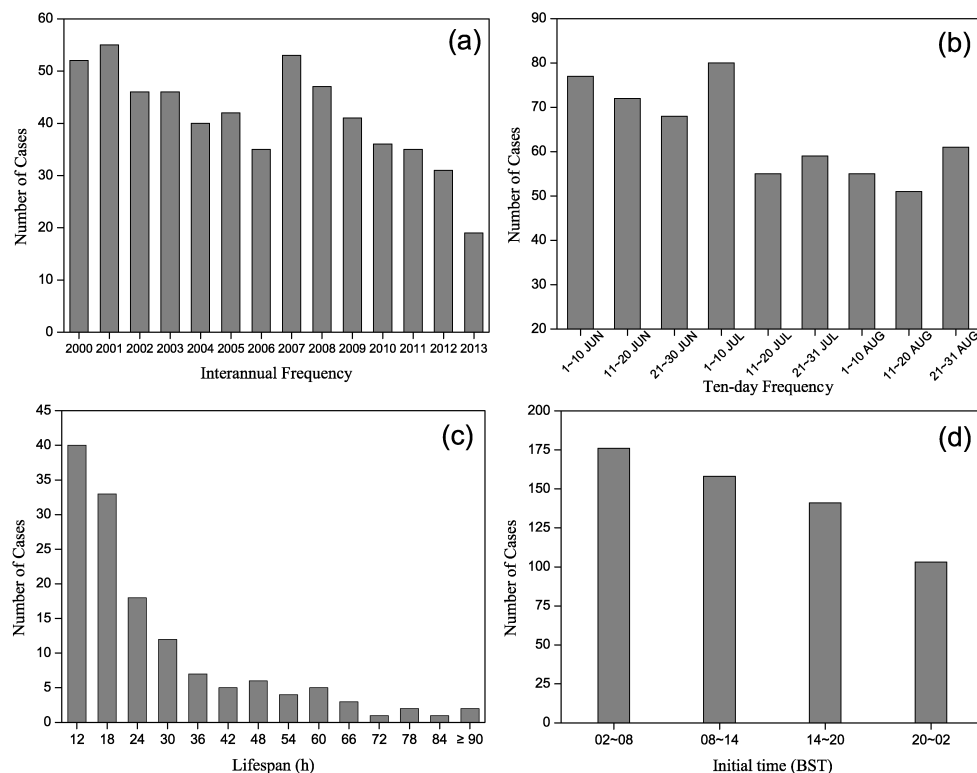 (a)
60
50
40
30
20
10
0
Number of Cases
2000 2001 2002 2003 2004 2005 2006 2007 2008 2009 2010 2011 2012 2013
Interannual Frequency
(b)
90
80
70
60
50
40
30
20
Number of Cases
1~10 JUN 11~20 JUN 21~30 JUN 1~10 JUL 11~20 JUL 21~31 JUL 1~10 AUG 11~20 AUG 21~31 AUG
Ten-day Frequency
(c)
45
40
35
30
25
20
15
10
5
0
Number of Cases
12 18 24 30 36 42 48 54 60 66 72 78 84 ≥ 90
Lifespan (h)
(d)
200
175
150
125
100
75
50
25
0
Number of Cases
02~08 08~14 14~20 20~02
Initial time (BST)